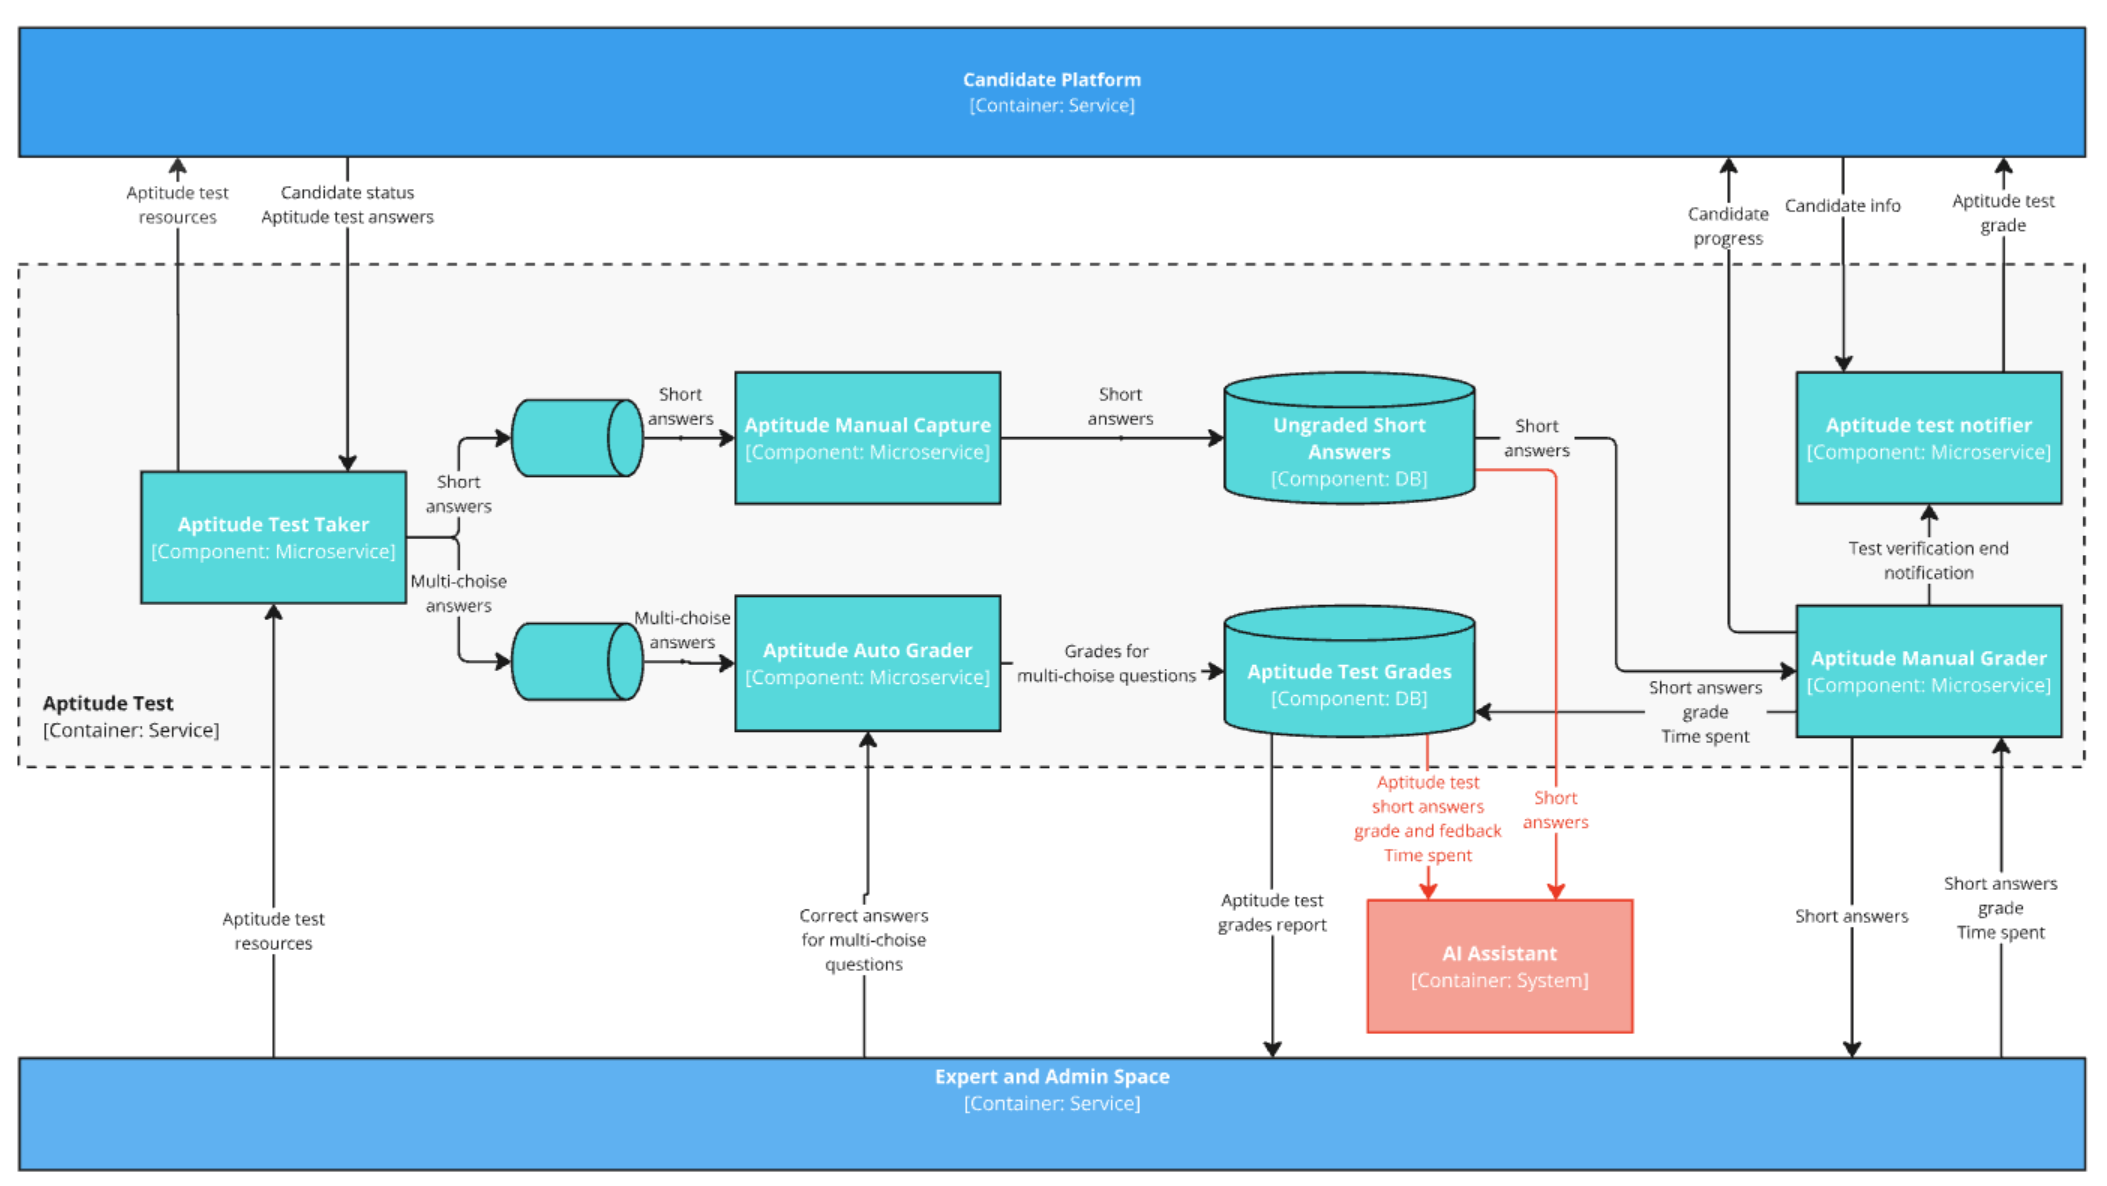 Candidate Platform
[Container: Service]
Aptitude test
resources
Candidate status
Aptitude test answers
Candidate
progress
Candidate info
Aptitude test
grade
Short
answers
Aptitude Manual Capture
[Component: Microservice]
Short
answers
Ungraded Short
Answers
[Component: DB]
Short
answers
Aptitude test notifier
[Component: Microservice]
Short
answers
Aptitude Test Taker
[Component: Microservice]
Multi-choise
answers
Test verification end
notification
Multi-choise
answers
Aptitude Auto Grader
[Component: Microservice]
Grades for
multi-choise questions
Aptitude Test Grades
[Component: DB]
Aptitude Manual Grader
[Component: Microservice]
Short answers
grade
Time spent
Aptitude Test
[Container: Service]
Aptitude test
short answers
grade and fedback
Time spent
Short
answers
Aptitude test
resources
Correct answers
for multi-choise
questions
Aptitude test
grades report
AI Assistant
[Container: System]
Short answers
Short answers
grade
Time spent
Expert and Admin Space
[Container: Service]